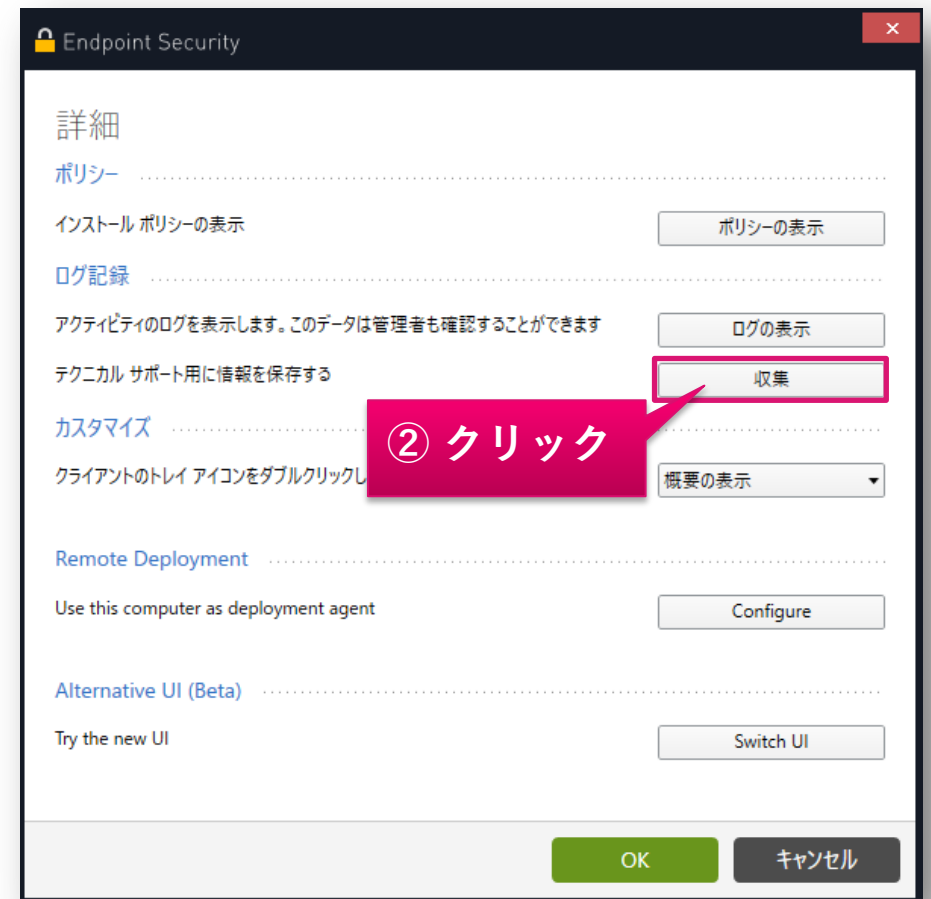 Endpoint Security
詳細
ポリシー
インストール ポリシーの表示
ポリシーの表示
ログ記録
アクティビティのログを表示します。このデータは管理者も確認することができます
ログの表示
テクニカル サポート用に情報を保存する
収集
カスタマイズ
② クリック
クライアントのトレイ アイコンをダブルクリックし
概要の表示
Remote Deployment
Use this computer as deployment agent
Configure
Alternative UI (Beta)
Try the new UI
Switch UI
OK
キャンセル